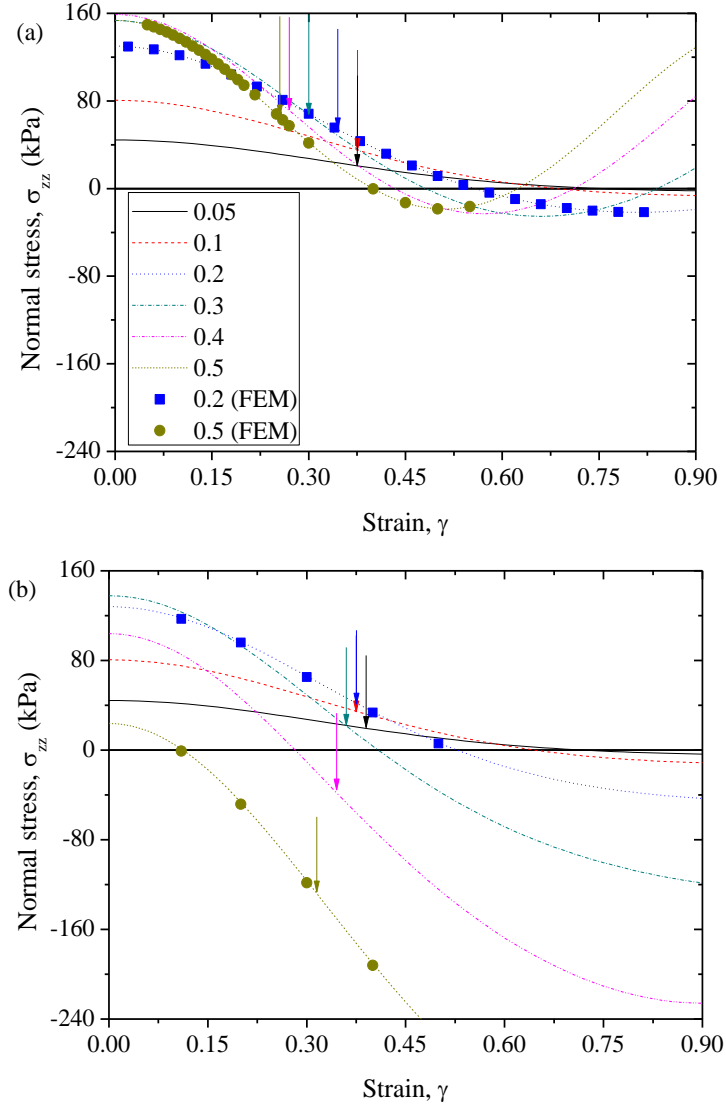 (a)
160
80
0
-80
-160
-240
Normal stress, σzz (kPa)
0.05
0.1
0.2
0.3
0.4
0.5
0.2 (FEM)
0.5 (FEM)
0.00 0.15 0.30 0.45 0.60 0.75 0.90
Strain, γ
(b)
160
80
0
-80
-160
-240
Normal stress, σzz (kPa)
0.00 0.15 0.30 0.45 0.60 0.75 0.90
Strain, γ